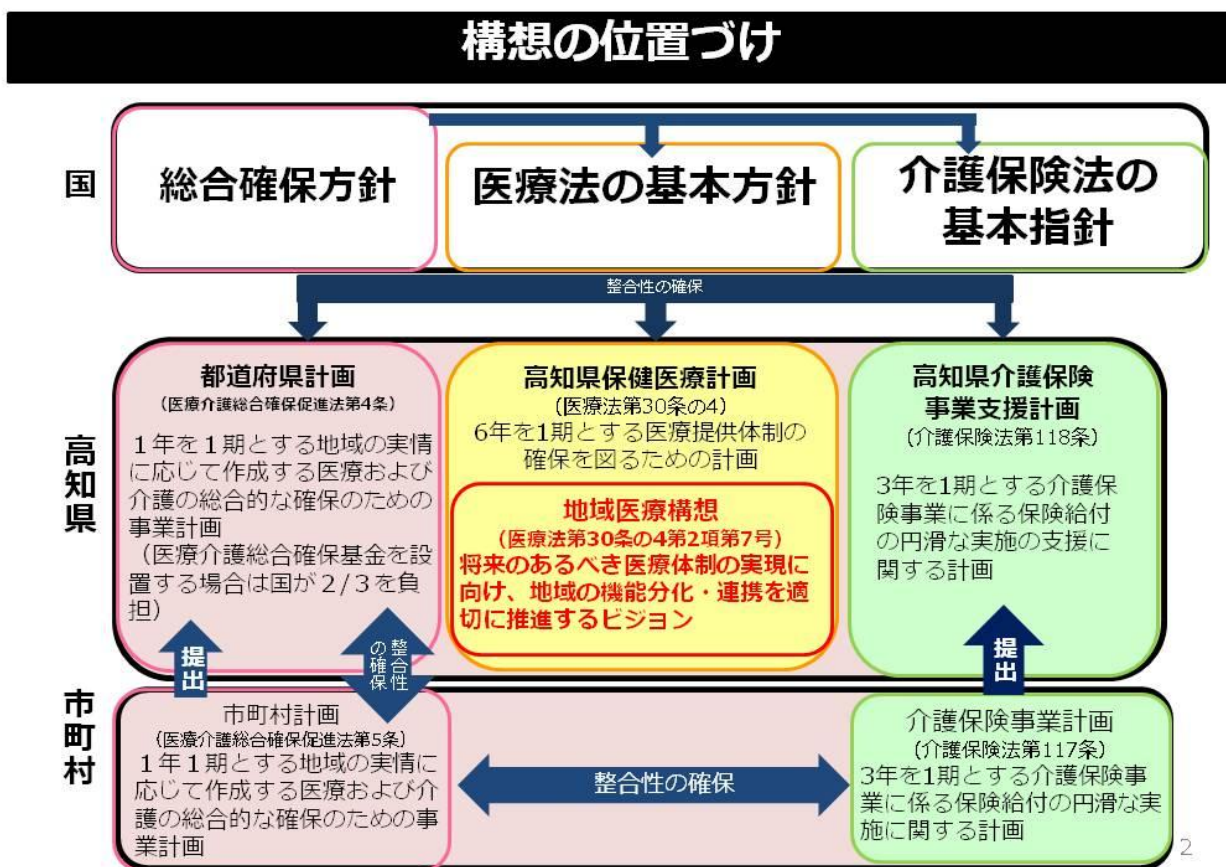 構想の位置づけ
国
総合確保方針
医療法の基本方針
介護保険法の
基本指針
整合性の確保
高知県
都道府県計画
(医療介護総合確保促進法第4条)
１年を１期とする地域の実情
に応じて作成する医療および
介護の総合的な確保のための
事業計画
（医療介護総合確保基金を設
置する場合は国が２/３を負
担）
高知県保健医療計画
(医療法第30条の4)
6年を1期とする医療提供体制の
確保を図るための計画
地域医療構想
(医療法第30条の4第2項第7号)
将来のあるべき医療体制の実現に
向け、地域の機能分化・連携を適
切に推進するビジョン
高知県介護保険
事業支援計画
(介護保険法第118条)
3年を1期とする介護保
険事業に係る保険給付
の円滑な実施の支援に
関する計画
提出
整合性
の確保
提出
市町村
市町村計画
(医療介護総合確保促進法第5条)
１年１期とする地域の実情に
応じて作成する医療および介
護の総合的な確保のための事
業計画
整合性の確保
介護保険事業計画
(介護保険法第117条)
3年を1期とする介護保険事
業に係る保険給付の円滑な実
施に関する計画
2